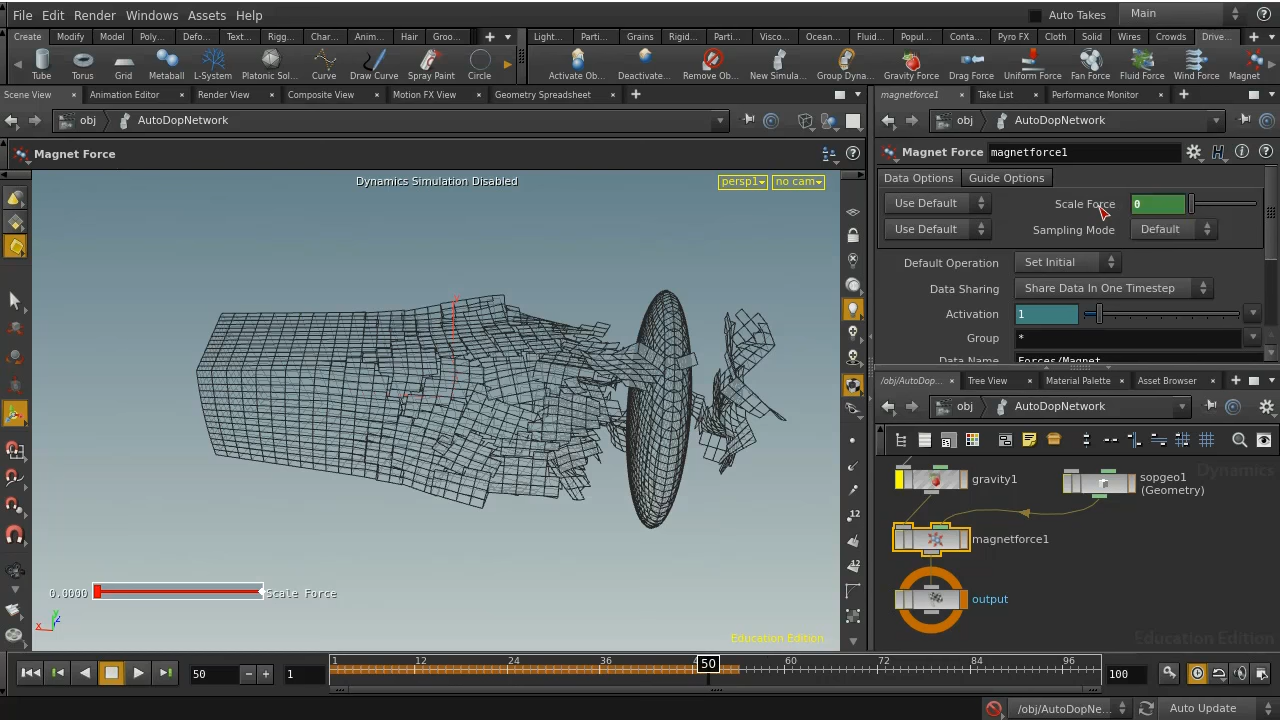 File Edit Render Windows Assets Help
Auto Takes Main
Create Modify Model Poly... Defo... Text... Rigg... Char... Anim... Hair Groo... Light... Parti... Grains Rigid... Parti... Visco... Ocean... Fluid... Popul... Conta... Pyro FX Cloth Solid Wires Crowds Drive...
Tube Torus Grid Metaball L-System Platonic Sol... Curve Draw Curve Spray Paint Circle Activate Ob... Deactivate... Remove Ob... New Simula... Group Dyna... Gravity Force Drag Force Uniform Force Fan Force Fluid Force Wind Force Magnet
Scene View Animation Editor Render View Composite View Motion FX View Geometry Spreadsheet
magnetforce1 Take List Performance Monitor
obj AutoDopNetwork
obj AutoDopNetwork
Magnet Force
Magnet Force magnetforce1
Dynamics Simulation Disabled
persp1 no cam
Data Options Guide Options
Use Default Scale Force 0
Use Default Sampling Mode Default
Default Operation Set Initial
Data Sharing Share Data In One Timestep
Activation 1
Group *
Data Name Forces/Magnet
/obj/AutoDop... Tree View Material Palette Asset Browser
obj AutoDopNetwork
12
12
Dynamics
gravity1
sopgeo1
(Geometry)
magnetforce1
output
Education Edition
0.0000 Scale Force
y
x z
Education Edition
50 1
1 12 24 36 50 60 72 84 96
100
/obj/AutoDopNe... Auto Update